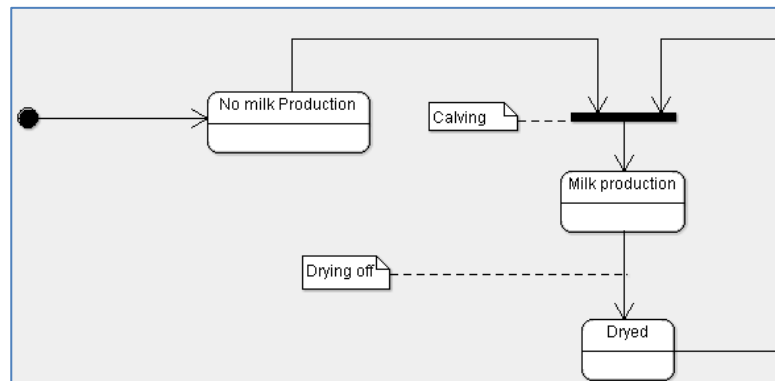 No milk Production
Calving
Milk production
Drying off
Dryed